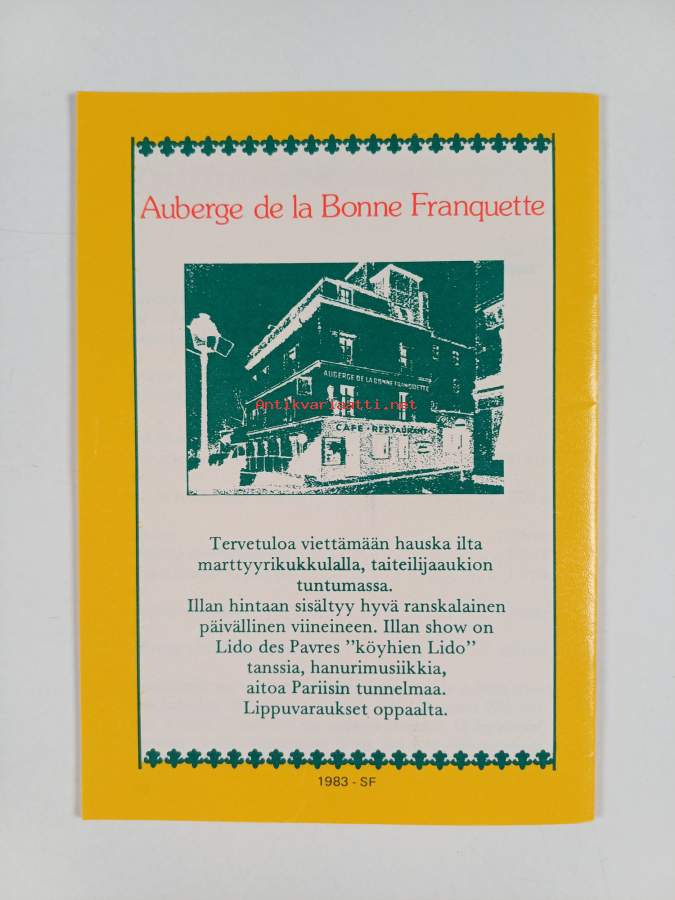 Auberge de la Bonne Franquette
AUBERGE DE LA BONNE FRANQUETTE
Antikvariaatti.net
CAFE · RESTAURANT
Tervetuloa viettämään hauska ilta
marttyyrikukkulalla, taiteilijaaukion
tuntumassa.
Illan hintaan sisältyy hyvä ranskalainen
päivällinen viineineen. Illan show on
Lido des Pavres ”köyhien Lido”
tanssia, hanurimusiikkia,
aitoa Pariisin tunnelmaa.
Lippuvaraukset oppaalta.
1983 - SF